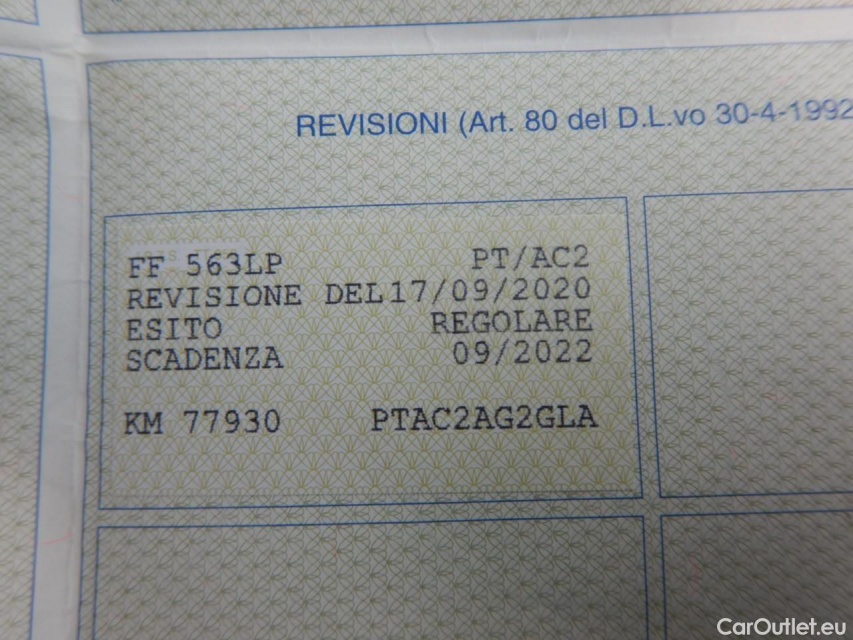 REVISIONI (Art. 80 del D.L.vo 30-4-1992
FF 563LP PT/AC2
REVISIONE DEL17/09/2020
ESITO REGOLARE
SCADENZA 09/2022
KM 77930 PTAC2AG2GLA
CarOutlet.eu